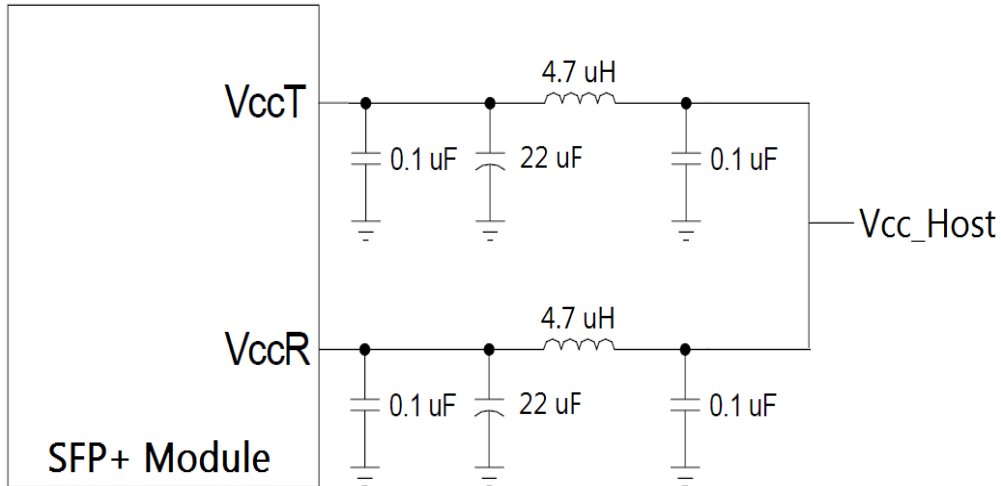 4.7 uH
VccT
0.1 uF
22 uF
0.1 uF
Vcc_Host
4.7 uH
VccR
0.1 uF
22 uF
0.1 uF
SFP+ Module